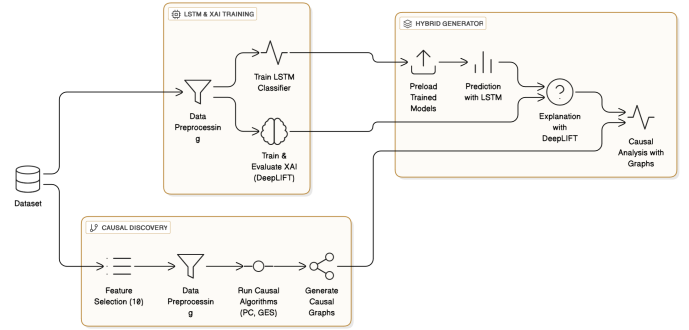 LSTM & XAI TRAINING
Train LSTM
Classifier
Data
Preprocessin
g
Train &
Evaluate XAI
(DeepLIFT)
HYBRID GENERATOR
Preload
Trained
Models
Prediction
with LSTM
?
Explanation
with
DeepLIFT
Causal
Analysis with
Graphs
Dataset
CAUSAL DISCOVERY
Feature
Selection (10)
Data
Preprocessin
g
Run Causal
Algorithms
(PC, GES)
Generate
Causal
Graphs